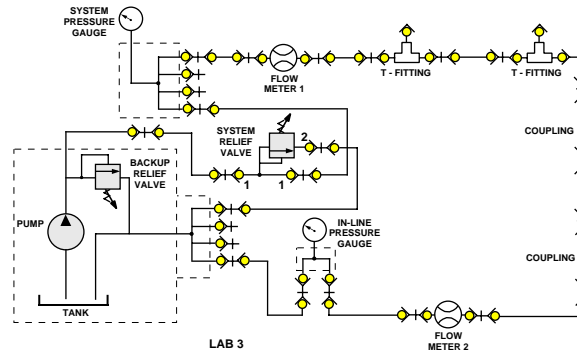 SYSTEM
PRESSURE
GAUGE
FLOW
METER 1
T - FITTING
T - FITTING
COUPLING
SYSTEM
RELIEF
VALVE
2
1
1
BACKUP
RELIEF
VALVE
PUMP
IN-LINE
PRESSURE
GAUGE
COUPLING
TANK
FLOW
METER 2
LAB 3